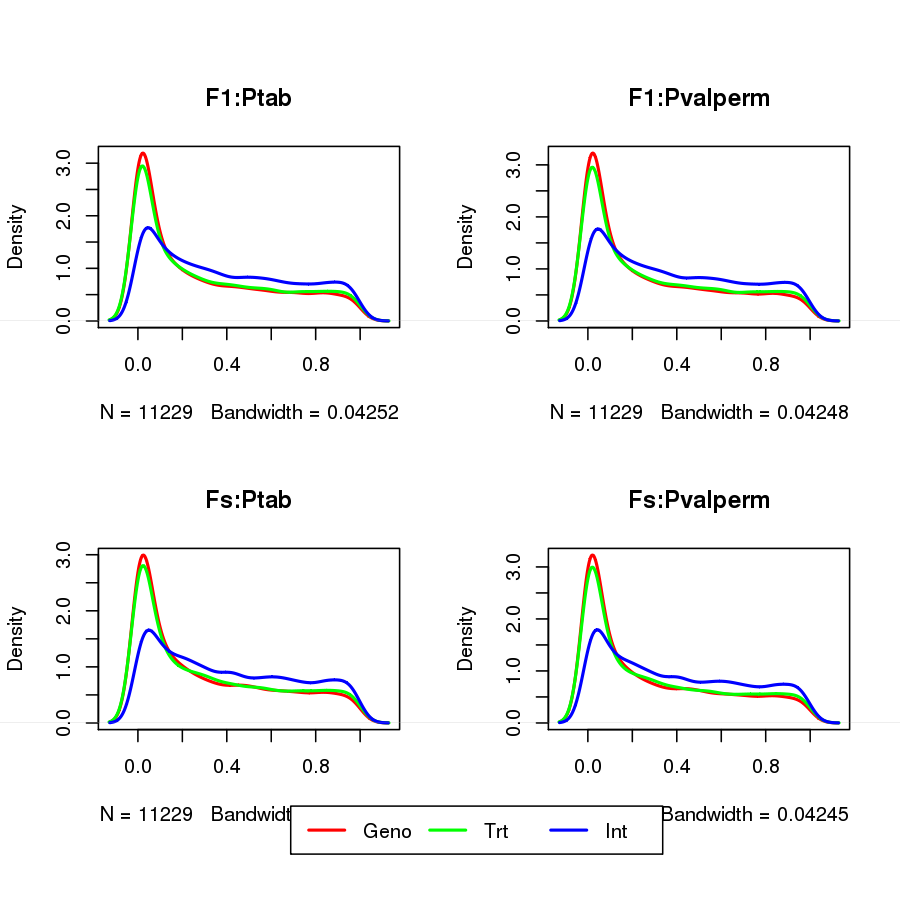 F1:Ptab
F1:Pvalperm
Density
0.0 1.0 2.0 3.0
0.0 0.4 0.8
N = 11229 Bandwidth = 0.04252
Density
0.0 1.0 2.0 3.0
0.0 0.4 0.8
N = 11229 Bandwidth = 0.04248
Fs:Ptab
Fs:Pvalperm
Density
0.0 1.0 2.0 3.0
0.0 0.4 0.8
N = 11229
Density
0.0 1.0 2.0 3.0
0.0 0.4 0.8
Bandwidth = 0.04245
Geno Trt Int